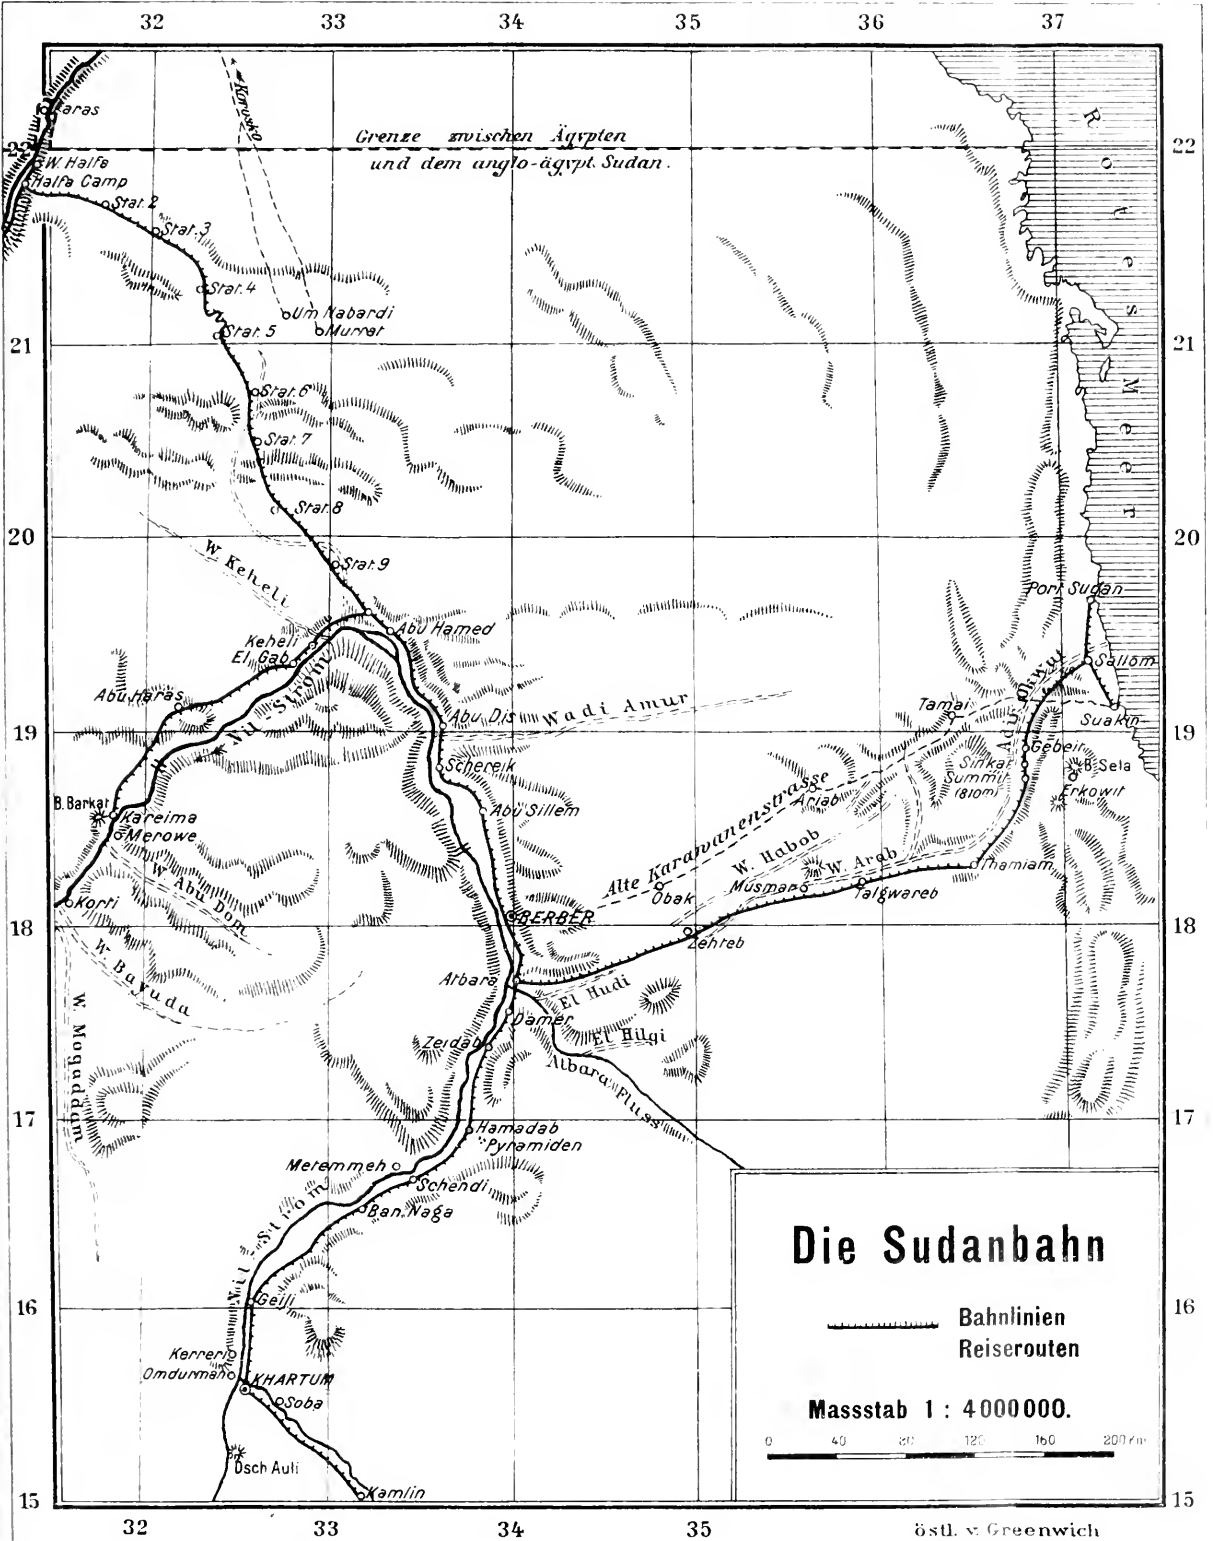 32 33 34 35 36 37
Korusko
Grenze zwischen Ägypten
und dem anglo-ägypt. Sudan.
22 22
W. Halfa
Halfa Camp
Stat. 2
Stat. 3
Stat. 4
Um Nabardi
Murrat
Stat. 5
21 21
Stat. 6
Stat. 7
Stat. 8
20 20
Stat. 9
Rotes Meer
W. Keheli
Port Sudan
Abu Hamed
Keheli
El Gab
Sallom
Abu Haras
Nil-Strom
Abu Dis
Wadi Amur
Tamai
Adu Okwur
Suakin
19 19
Schereik
Gebeit
Sinkat
Summit
(810m)
B. Sela
Erkowit
B. Barkal
Kareima
Merowe
Abu Sillem
Ariab
Alte Karawanenstrasse
W. Habob
W. Arab
Thamiam
W. Abu Dom
Korti
Obak
Musmar
Talgwareb
BERBER
18 18
Zehteb
W. Bayuda
Atbara
El Hudi
Damer
W. Mogaddam
Zeidab
El Hilgi
Atbara Fluss
17 17
Hamadab
Pyramiden
Metemmeh
Schendi
Ban. Naga
Nil-Strom
Geili
16 16
Kerreri
Omdurman
KHARTUM
Soba
Dsch Auli
Kamlin
15 15
Die Sudanbahn
Bahnlinien
Reiserouten
Massstab 1 : 4000000.
0 40 80 120 160 200 Km
32 33 34 35
östl. v. Greenwich